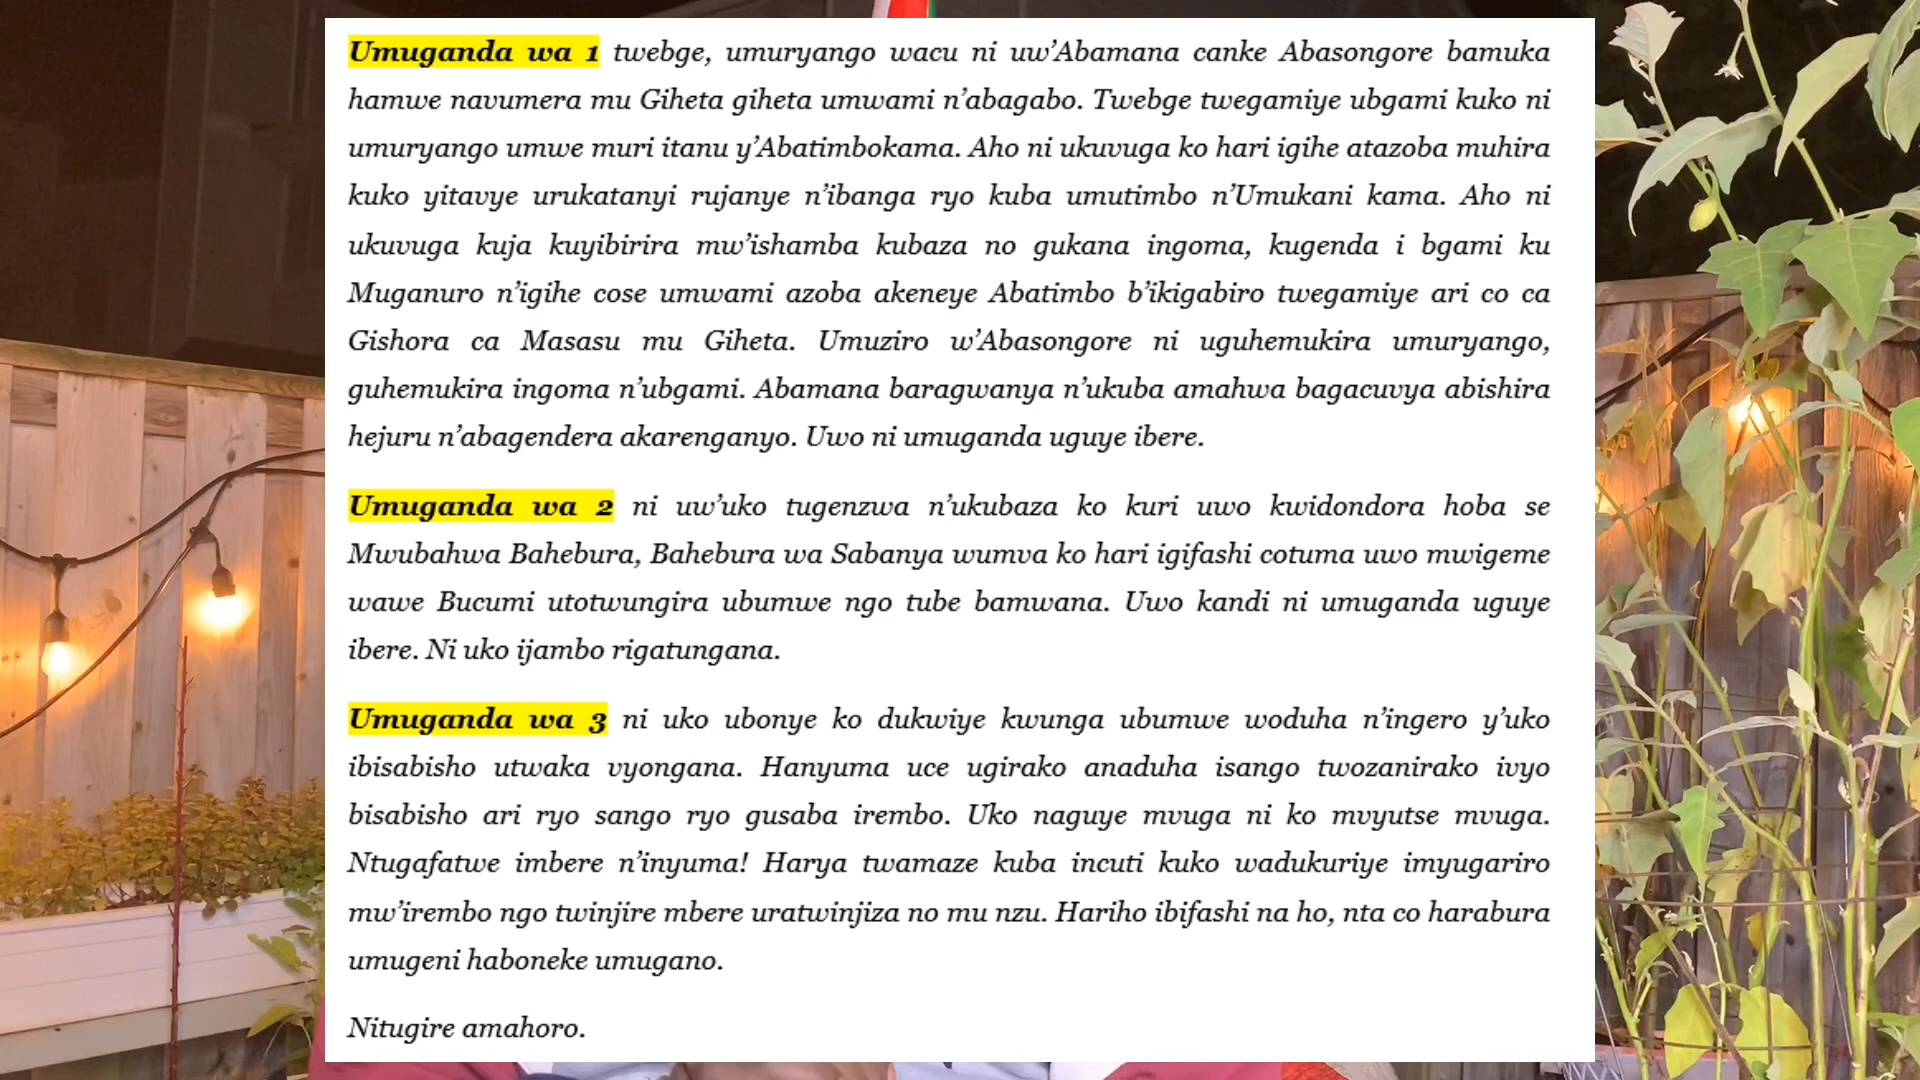 Umuganda wa 1 twebge, umuryango wacu ni uw'Abamana canke Abasongore bamuka
hamwe navumera mu Giheta giheta umwami n'abagabo. Twebge twegamiye ubgami kuko ni
umuryango umwe muri itanu y'Abatimbokama. Aho ni ukuvuga ko hari igihe atazoba muhira
kuko yitavye urukatanyi rujanye n'ibanga ryo kuba umutimbo n'Umukani kama. Aho ni
ukuvuga kuja kuyibirira mw'ishamba kubaza no gukana ingoma, kugenda i bgami ku
Muganuro n'igihe cose umwami azoba akeneye Abatimbo b'ikigabiro twegamiye ari co ca
Gishora ca Masasu mu Giheta. Umuziro w'Abasongore ni uguhemukira umuryango,
guhemukira ingoma n'ubgami. Abamana baragwanya n'ukuba amahwa bagacuvya abishira
hejuru n'abagendera akarenganyo. Uwo ni umuganda uguye ibere.
Umuganda wa 2 ni uw'uko tugenzwa n'ukubaza ko kuri uwo kwidondora hoba se
Mwubahwa Bahebura, Bahebura wa Sabanya wumva ko hari igifashi cotuma uwo mwigeme
wawe Bucumi utotwungira ubumwe ngo tube bamwana. Uwo kandi ni umuganda uguye
ibere. Ni uko ijambo rigatungana.
Umuganda wa 3 ni uko ubonye ko dukwiye kwunga ubumwe woduha n'ingero y'uko
ibisabisho utwaka vyongana. Hanyuma uce ugirako anaduha isango twozanirako ivyo
bisabisho ari ryo sango ryo gusaba irembo. Uko naguye mvuga ni ko mvyutse mvuga.
Ntugafatwe imbere n'inyuma! Harya twamaze kuba incuti kuko wadukuriye imyugariro
mw'irembo ngo twinjire mbere uratwinjiza no mu nzu. Hariho ibifashi na ho, nta co harabura
umugeni haboneke umugano.
Nitugire amahoro.